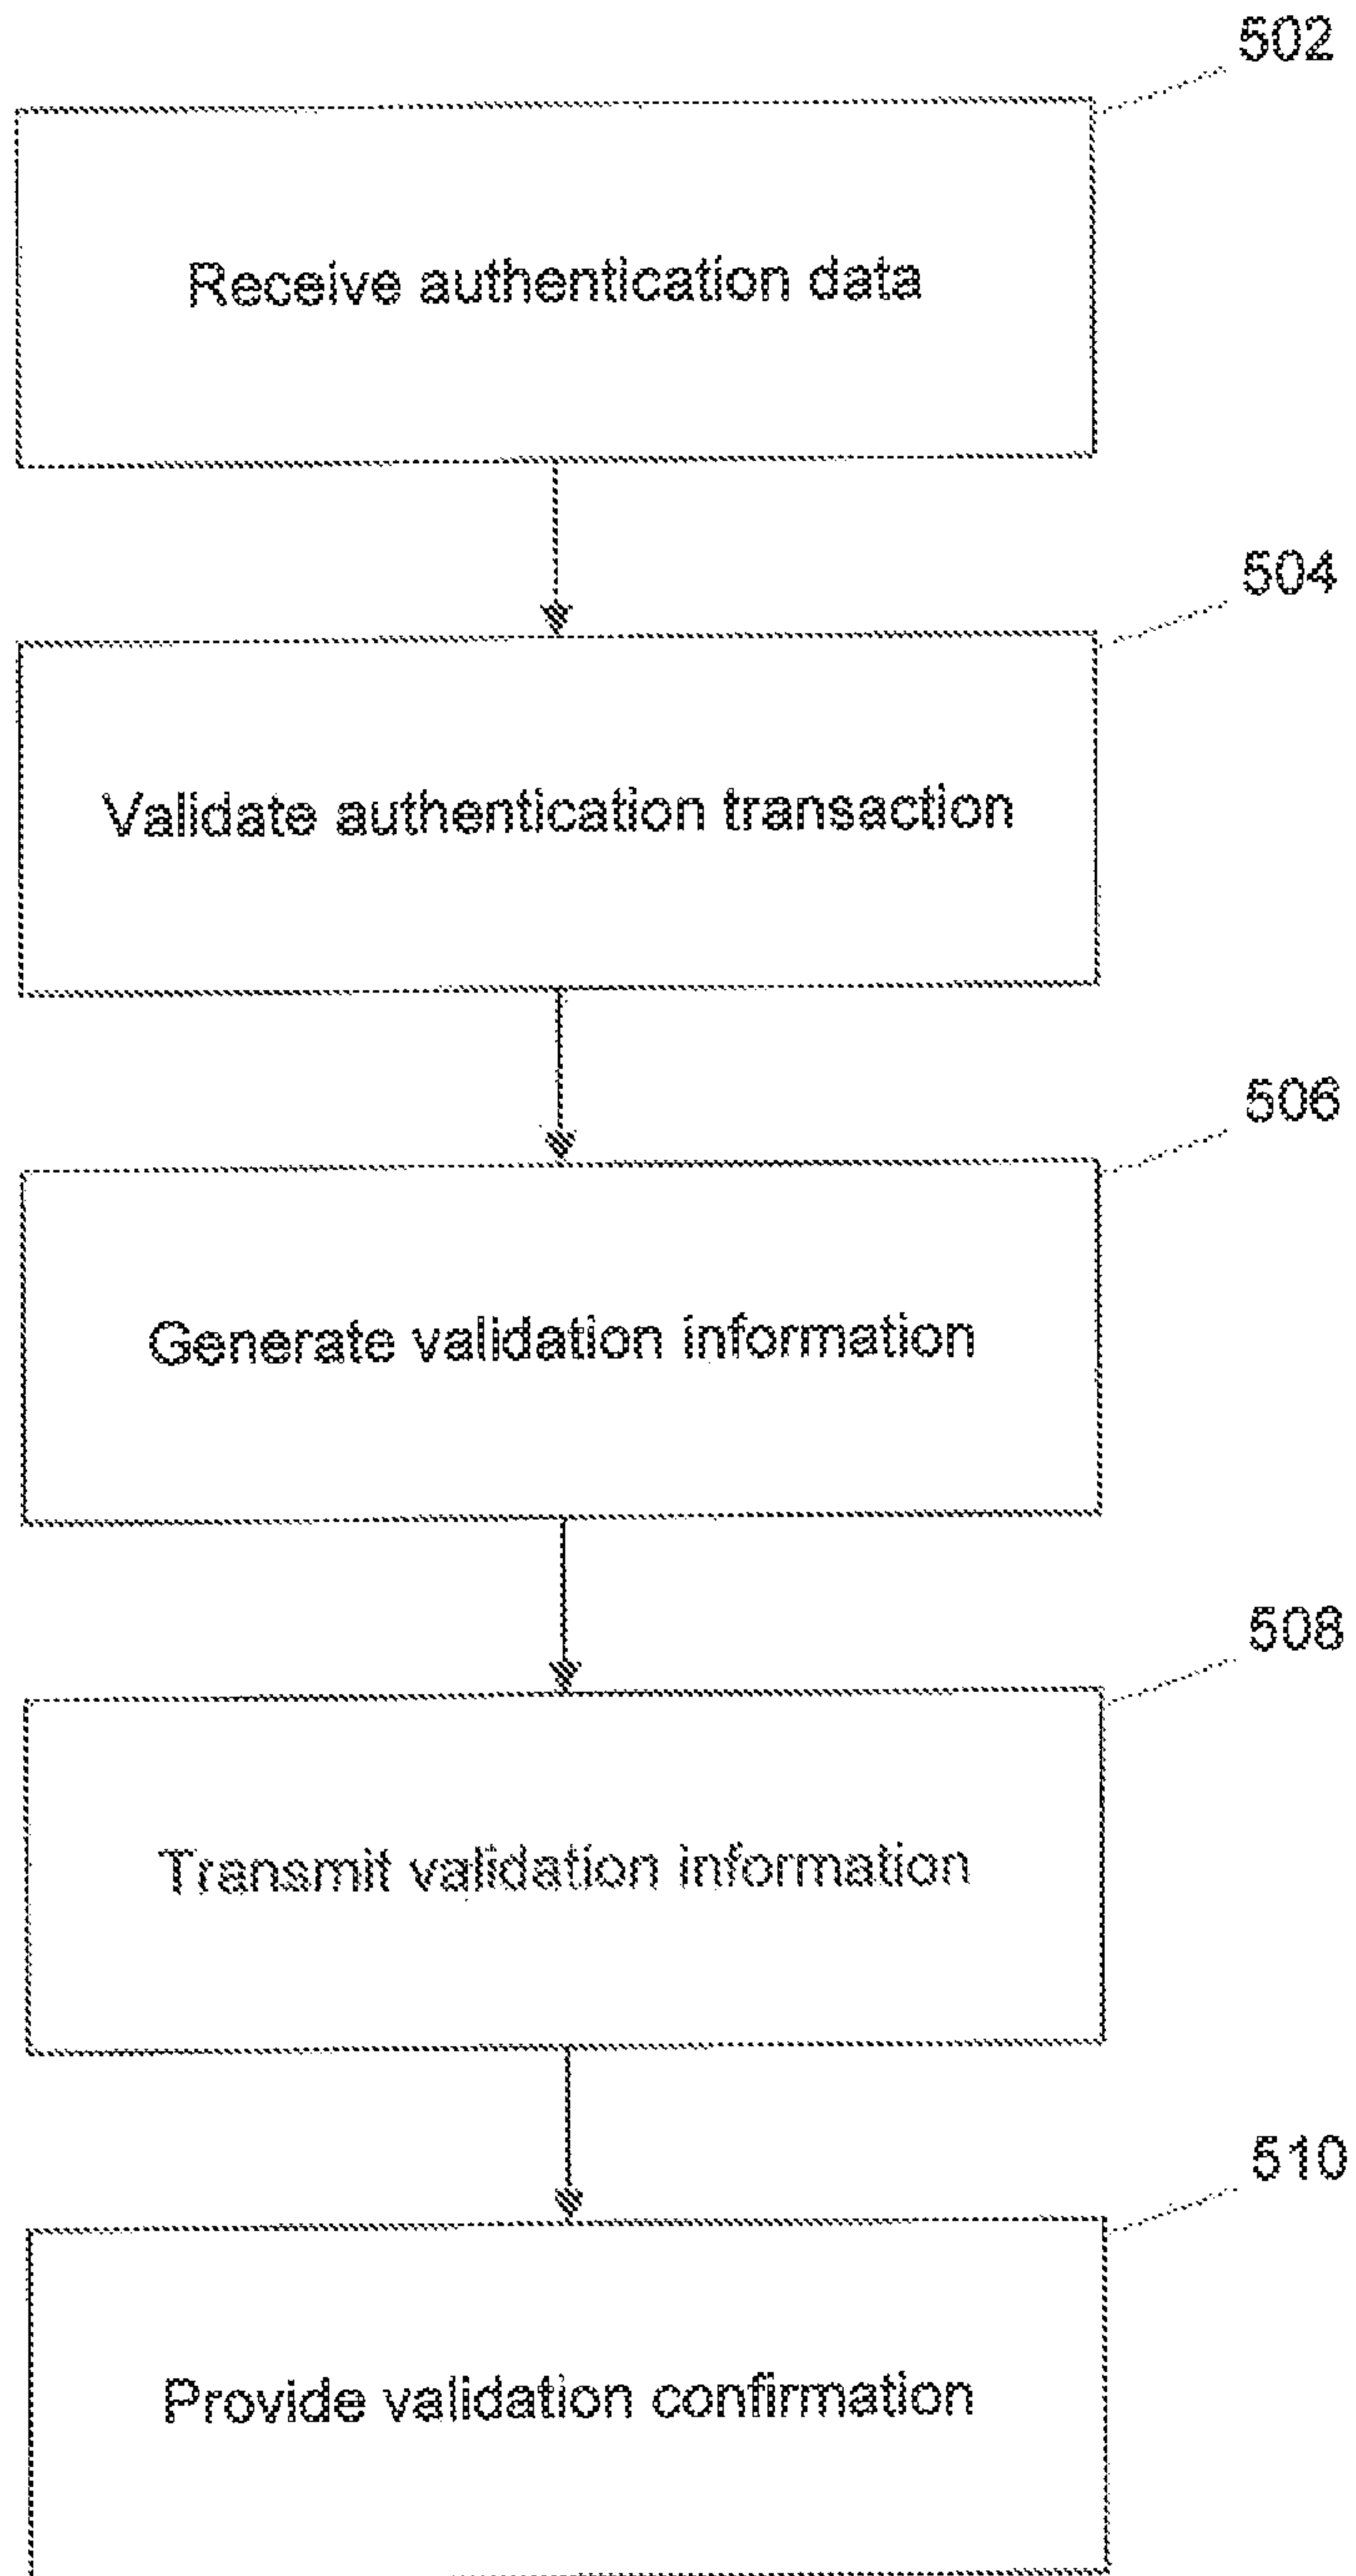 502
Receive authentication data
504
Validate authentication transaction
506
Generate validation information
508
Transmit validation information
510
Provide validation confirmation